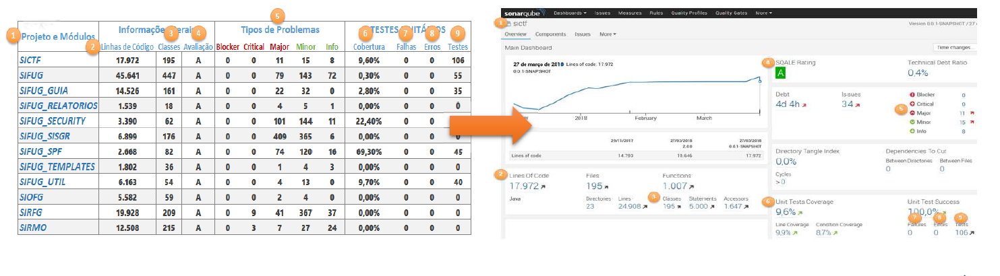 5
Informações Gerais Tipos de Problemas TESTES UNITÁRIOS
1 Projeto e Módulos 3 4 6 7 8 9
2 Linhas de Código Classes Avaliação Blocker Critical Major Minor Info Cobertura Falhas Erros Testes
SICTF 17.972 195 A 0 0 11 15 8 9,60% 0 0 106
SIFUG 45.641 447 A 0 0 79 143 72 0,30% 0 0 55
SIFUG_GUIA 14.526 161 A 0 0 22 32 0 2,80% 0 0 35
SIFUG_RELATORIOS 1.539 18 A 0 0 4 5 1 0,00% 0 0 0
SIFUG_SECURITY 3.390 62 A 0 0 101 144 11 22,40% 0 0
SIFUG_SISGR 6.899 176 A 0 0 409 365 6 0,00% 0 0 0
SIFUG_SPF 2.668 82 A 0 0 74 120 16 69,30% 0 0 45
SIFUG_TEMPLATES 1.802 36 A 0 0 1 4 3 0,00% 0 0 0
SIFUG_UTIL 6.163 54 A 0 0 4 13 0 9,70% 0 0 40
SIOFG 5.582 59 A 0 0 2 4 0 0,00% 0 0 0
SIRFG 19.928 209 A 0 9 41 367 37 0,00% 0 0 0
SIRMO 12.508 215 A 0 3 7 27 24 0,00% 0 0 0
sonarqube Dashboards Issues Measures Rules Quality Profiles Quality Gates More
1 sictf Version 0.0.1-SNAPSHOT / 27
Overview Components Issues More
Main Dashboard Time changes...
27 de março de 2018 Lines of code: 17.972
0.0.1-SNAPSHOT
2018 February March
29/11/2017 27/03/2018 27/03/2018
2.0.0 0.0.1-SNAPSHOT
Lines of code 14.793 18.646 17.972
2 Lines Of Code Files Functions
17.972 195 1.007
3
Java Directories Lines Classes Statements Accessors
23 24.908 195 5.000 1.647
4 SQALE Rating Technical Debt Ratio
A 0,4%
Debt Issues
4d 4h 34
5
Blocker 0
Critical 0
Major 11
Minor 15
Info 8
Directory Tangle Index Dependencies To Cut
0,0% Between Directories Between Files
0 0
Cycles
> 0
6 Unit Tests Coverage Unit Test Success
9,6% 100,0%
7 8 9
Line Coverage Condition Coverage Failures Errors Tests
9,9% 8,7% 0 0 106